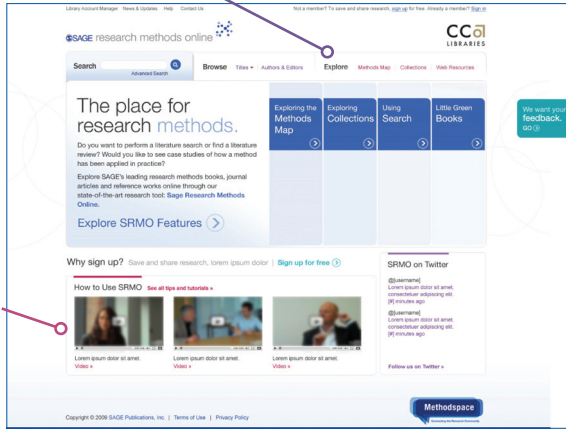 Library Account Manager News & Updates Help Contact Us
Not a member? To save and share research, sign up for free. Already a member? Sign in
SAGE research methods online
CCO
LIBRARIES
Search
Advanced Search
Browse Titles Authors & Editors
Explore Methods Map Collections Web Resources
The place for
research methods.
Do you want to perform a literature search or find a literature
review? Would you like to see case studies of how a method
has been applied in practice?
Explore SAGE's leading research methods books, journal
articles and reference works online through our
state-of-the-art research tool: Sage Research Methods
Online.
Explore SRMO Features
Exploring the
Methods
Map
Exploring
Collections
Using
Search
Little Green
Books
We want your
feedback.
GO
Why sign up? Save and share research, lorem ipsum dolor | Sign up for free
How to Use SRMO See all tips and tutorials »
Lorem ipsum dolor sit amet.
Video »
Lorem ipsum dolor sit amet.
Video »
Lorem ipsum dolor sit amet.
Video »
SRMO on Twitter
@[username]
Lorem ipsum dolor sit amet,
consectetuer adipiscing elit.
[#] minutes ago
@[username]
Lorem ipsum dolor sit amet,
consectetuer adipiscing elit.
[#] minutes ago
Follow us on Twitter »
Methodspace
Connecting the Research Community
Copyright © 2009 SAGE Publications, inc. | Terms of Use | Privacy Policy